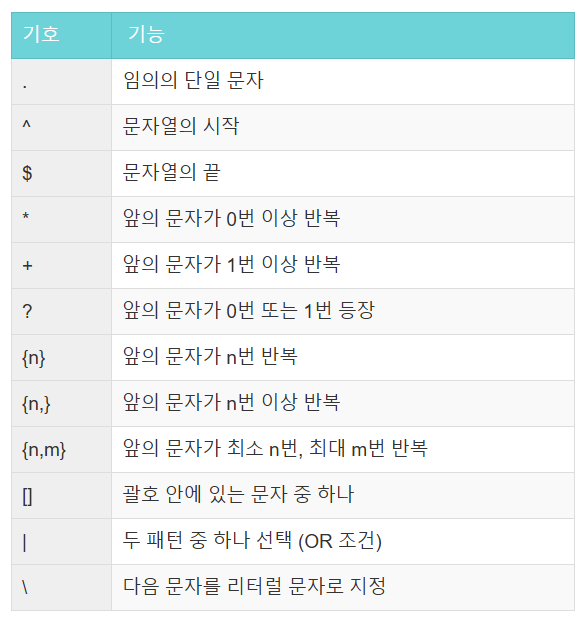 기호 기능
. 임의의 단일 문자
^ 문자열의 시작
$ 문자열의 끝
* 앞의 문자가 0번 이상 반복
+ 앞의 문자가 1번 이상 반복
? 앞의 문자가 0번 또는 1번 등장
{n} 앞의 문자가 n번 반복
{n,} 앞의 문자가 n번 이상 반복
{n,m} 앞의 문자가 최소 n번, 최대 m번 반복
[] 괄호 안에 있는 문자 중 하나
| 두 패턴 중 하나 선택 (OR 조건)
\ 다음 문자를 리터럴 문자로 지정